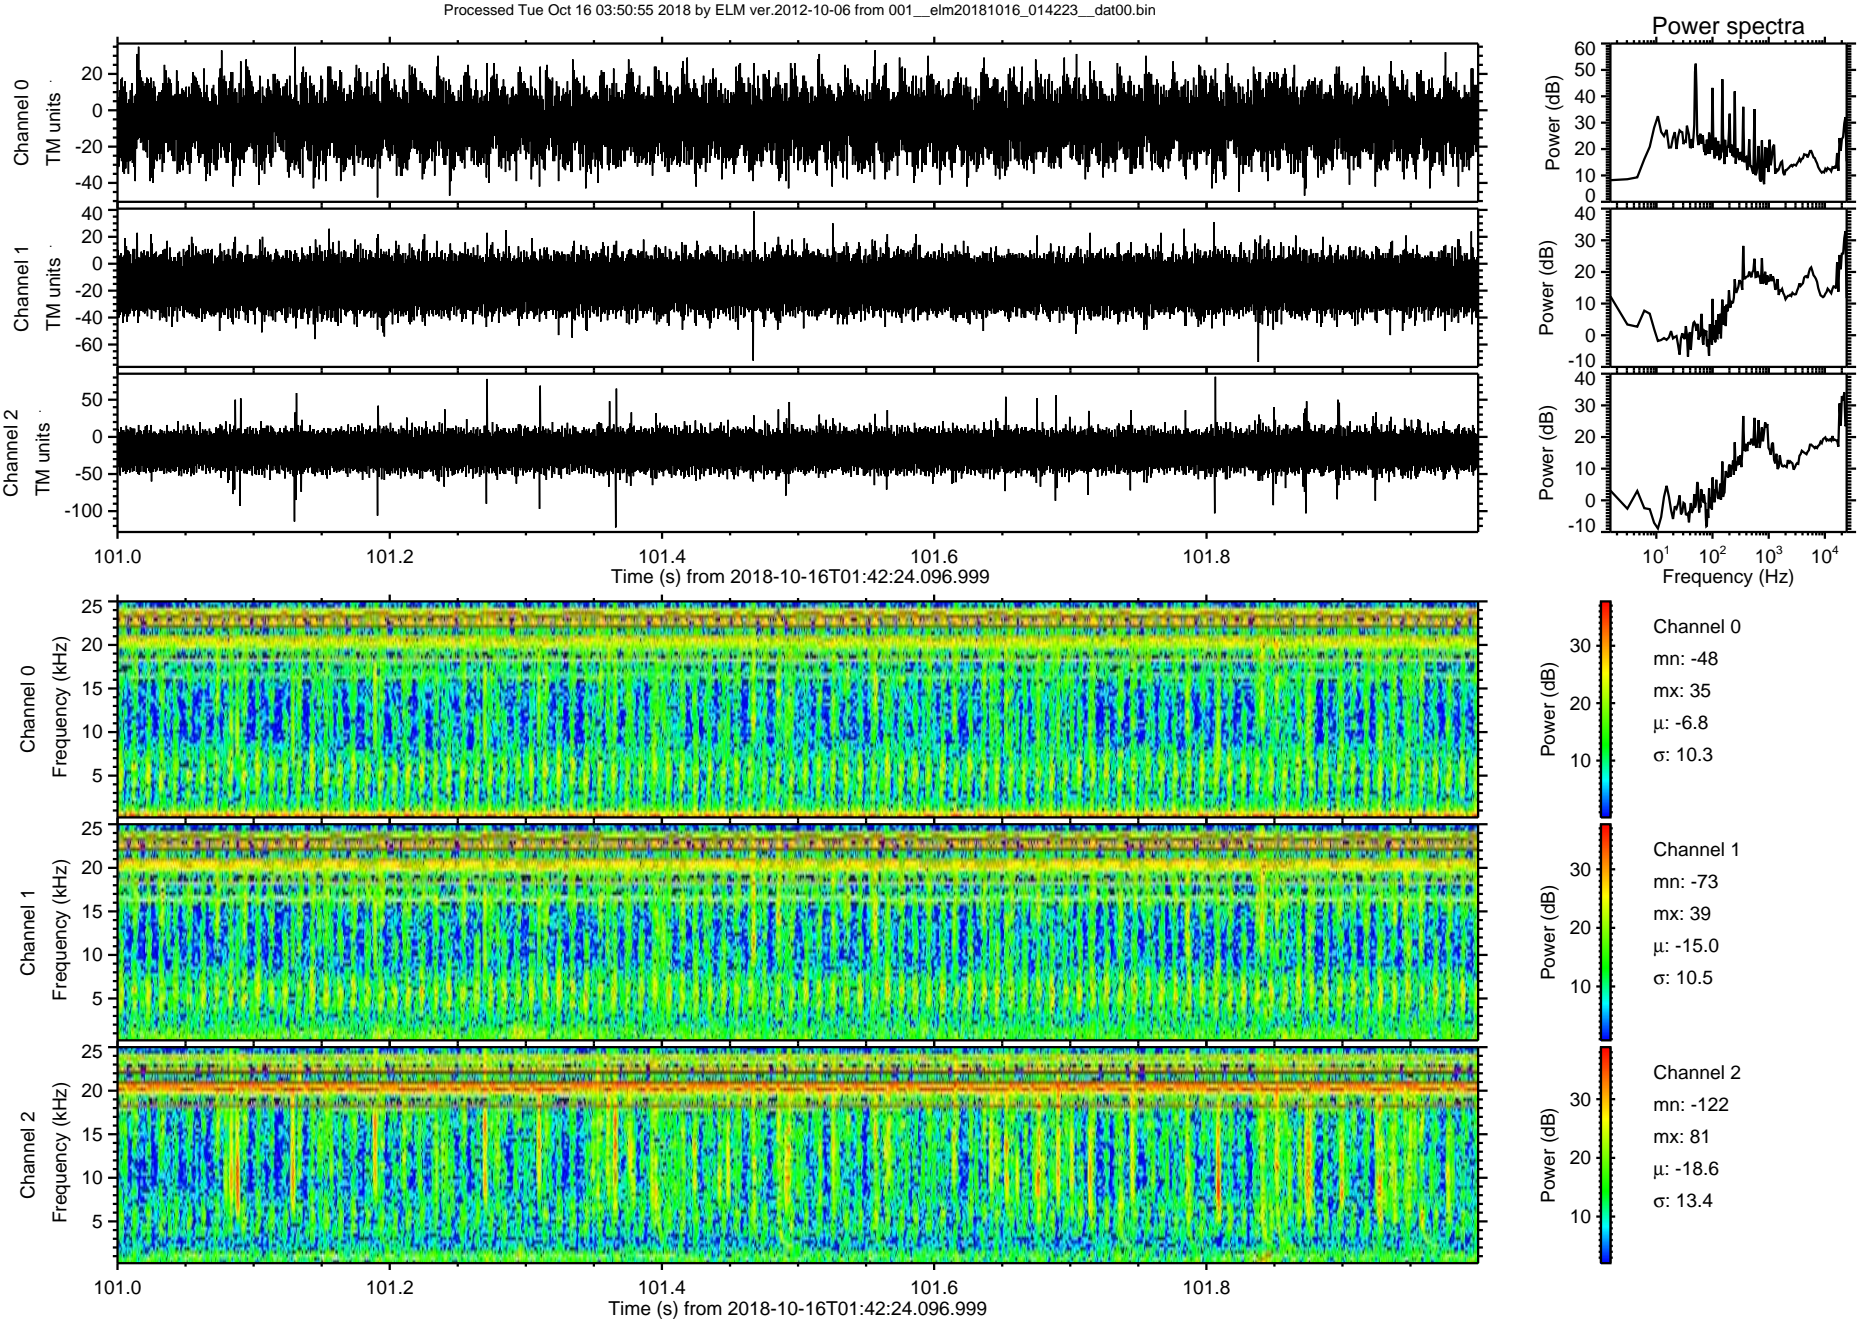 Processed Tue Oct 16 03:50:55 2018 by ELM ver.2012-10-06 from 001__elm20181016_014223__dat00.bin
Power spectra
Channel 0
TM units
20
0
-20
-40
Power (dB)
60
50
40
30
20
10
0
Channel 1
TM units
40
20
0
-20
-40
-60
Power (dB)
40
30
20
10
0
-10
Channel 2
TM units
50
0
-50
-100
Power (dB)
40
30
20
10
0
-10
101.0 101.2 101.4 101.6 101.8
Time (s) from 2018-10-16T01:42:24.096.999
10¹ 10² 10³ 10⁴
Frequency (Hz)
Channel 0
Frequency (kHz)
25
20
15
10
5
Power (dB)
30
20
10
Channel 0
mn: -48
mx: 35
µ: -6.8
σ: 10.3
Channel 1
Frequency (kHz)
25
20
15
10
5
Power (dB)
30
20
10
Channel 1
mn: -73
mx: 39
µ: -15.0
σ: 10.5
Channel 2
Frequency (kHz)
25
20
15
10
5
Power (dB)
30
20
10
Channel 2
mn: -122
mx: 81
µ: -18.6
σ: 13.4
101.0 101.2 101.4 101.6 101.8
Time (s) from 2018-10-16T01:42:24.096.999